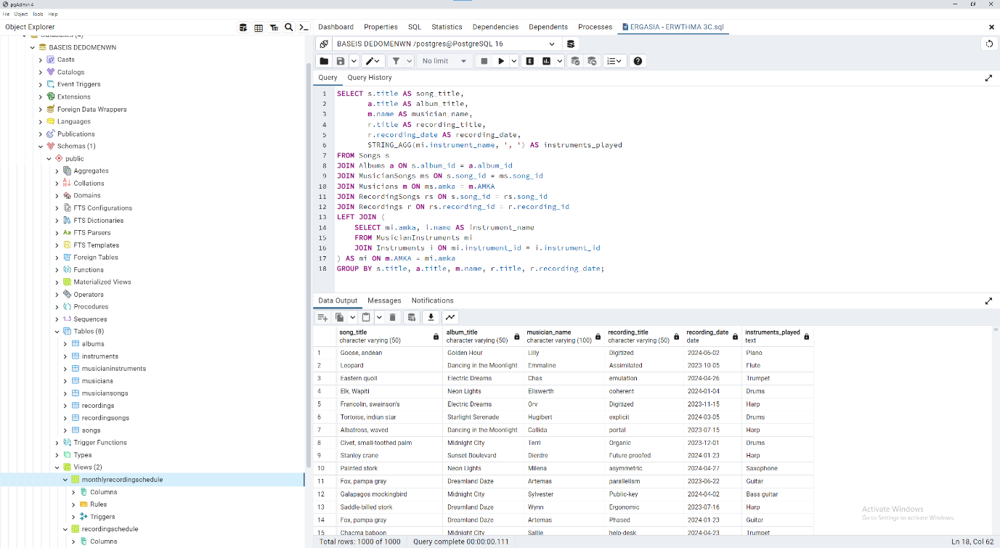 pgAdmin 4
File Object Tools Help
Object Explorer
Dashboard Properties SQL Statistics Dependencies Dependents Processes ERGASIA - ERWTHMA 3C.sql
Databases (4)
BASEIS DEDOMENWN
Casts
Catalogs
Event Triggers
Extensions
Foreign Data Wrappers
Languages
Publications
Schemas (1)
public
Aggregates
Collations
Domains
FTS Configurations
FTS Dictionaries
Aa FTS Parsers
FTS Templates
Foreign Tables
Functions
Materialized Views
Operators
Procedures
1..3 Sequences
Tables (8)
albums
instruments
musicianinstruments
musicians
musiciansongs
recordings
recordingsongs
songs
Trigger Functions
Types
Views (2)
monthlyrecordingschedule
Columns
Rules
Triggers
recordingschedule
Columns
BASEIS DEDOMENWN /postgres@PostgreSQL 16
No limit
E
Query Query History
1 SELECT s.title AS song_title,
2 a.title AS album_title,
3 m.name AS musician_name,
4 r.title AS recording_title,
5 r.recording_date AS recording_date,
6 STRING_AGG(mi.instrument_name, ', ') AS instruments_played
7 FROM Songs s
8 JOIN Albums a ON s.album_id = a.album_id
9 JOIN MusicianSongs ms ON s.song_id = ms.song_id
10 JOIN Musicians m ON ms.amka = m.AMKA
11 JOIN RecordingSongs rs ON s.song_id = rs.song_id
12 JOIN Recordings r ON rs.recording_id = r.recording_id
13 LEFT JOIN (
14 SELECT mi.amka, i.name AS instrument_name
15 FROM MusicianInstruments mi
16 JOIN Instruments i ON mi.instrument_id = i.instrument_id
17 ) AS mi ON m.AMKA = mi.amka
18 GROUP BY s.title, a.title, m.name, r.title, r.recording_date;
Data Output Messages Notifications
song_title album_title musician_name recording_title recording_date instruments_played
character varying (50) character varying (50) character varying (100) character varying (50) date text
1 Goose, andean Golden Hour Lilly Digitized 2024-06-02 Piano
2 Leopard Dancing in the Moonlight Emmaline Assimilated 2023-10-05 Flute
3 Eastern quoll Electric Dreams Chas emulation 2024-04-26 Trumpet
4 Elk, Wapiti Neon Lights Ellswerth coherent 2024-01-04 Drums
5 Francolin, swainson's Electric Dreams Orv Digitized 2023-11-15 Harp
6 Tortoise, indian star Starlight Serenade Hugibert explicit 2024-03-05 Drums
7 Albatross, waved Dancing in the Moonlight Callida portal 2023-07-15 Harp
8 Civet, small-toothed palm Midnight City Terri Organic 2023-12-01 Drums
9 Stanley crane Sunset Boulevard Dierdre Future-proofed 2024-01-23 Harp
10 Painted stork Neon Lights Milena asymmetric 2024-04-27 Saxophone
11 Fox, pampa gray Dreamland Daze Artemas parallelism 2023-06-22 Guitar
12 Galapagos mockingbird Midnight City Sylvester Public-key 2024-04-02 Bass guitar
13 Saddle-billed stork Dreamland Daze Wynn Ergonomic 2023-07-16 Harp
14 Fox, pampa gray Dreamland Daze Artemas Phased 2024-01-23 Guitar
15 Chacma baboon Midnight City Sallie help-desk 2024-04-23 Trumpet
Activate Windows
Go to Settings to activate Windows.
Total rows: 1000 of 1000 Query complete 00:00:00.111 Ln 18, Col 62